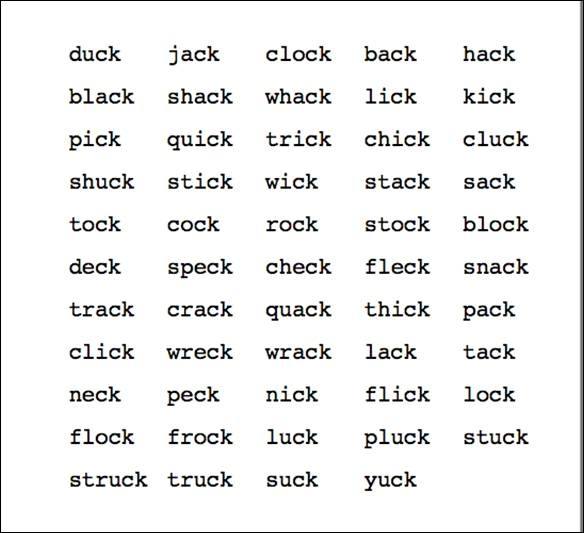 duck jack clock back hack
black shack whack lick kick
pick quick trick chick cluck
shuck stick wick stack sack
tock cock rock stock block
deck speck check fleck snack
track crack quack thick pack
click wreck wrack lack tack
neck peck nick flick lock
flock frock luck pluck stuck
struck truck suck yuck